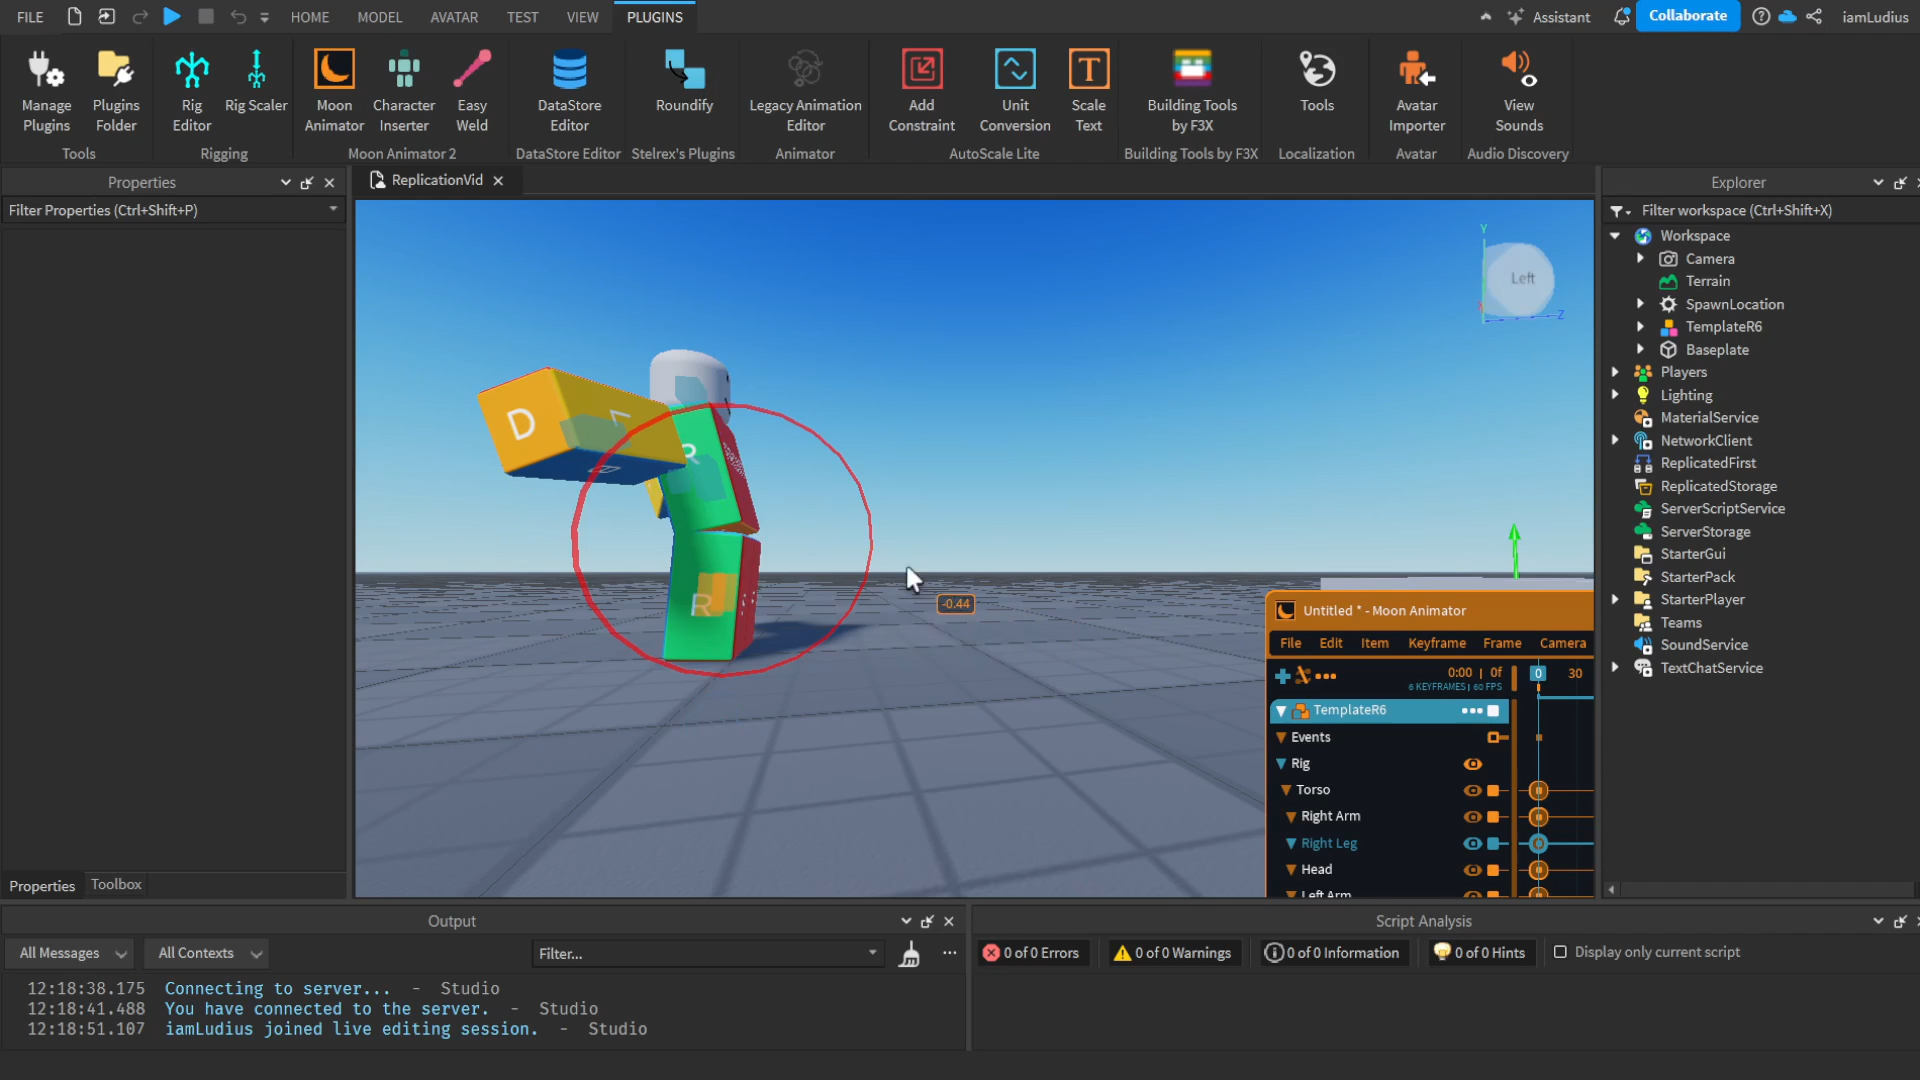 FILE HOME MODEL AVATAR TEST VIEW PLUGINS Assistant Collaborate iamLudius
Manage Plugins
Plugins Folder
Rig Editor
Rig Scaler
Moon Animator
Character Inserter
Easy Weld
DataStore Editor
Roundify
Legacy Animation Editor
Add Constraint
Unit Conversion
Scale Text
Building Tools by F3X
Tools
Avatar Importer
View Sounds
Tools Rigging Moon Animator 2 DataStore Editor Stelrex's Plugins Animator AutoScale Lite Building Tools by F3X Localization Avatar Audio Discovery
Properties
Filter Properties (Ctrl+Shift+P)
Properties Toolbox
ReplicationVid
Y
Left
X
Z
D
R
R
-0.44
Untitled * - Moon Animator
File Edit Item Keyframe Frame Camera
0:00 | 0f 0 30
6 KEYFRAMES | 60 FPS
TemplateR6
Events
Rig
Torso
Right Arm
Right Leg
Head
Left Arm
Explorer
Filter workspace (Ctrl+Shift+X)
Workspace
Camera
Terrain
SpawnLocation
TemplateR6
Baseplate
Players
Lighting
MaterialService
NetworkClient
ReplicatedFirst
ReplicatedStorage
ServerScriptService
ServerStorage
StarterGui
StarterPack
StarterPlayer
Teams
SoundService
TextChatService
Output
All Messages All Contexts Filter...
12:18:38.175 Connecting to server... - Studio
12:18:41.488 You have connected to the server. - Studio
12:18:51.107 iamLudius joined live editing session. - Studio
Script Analysis
0 of 0 Errors 0 of 0 Warnings 0 of 0 Information 0 of 0 Hints Display only current script